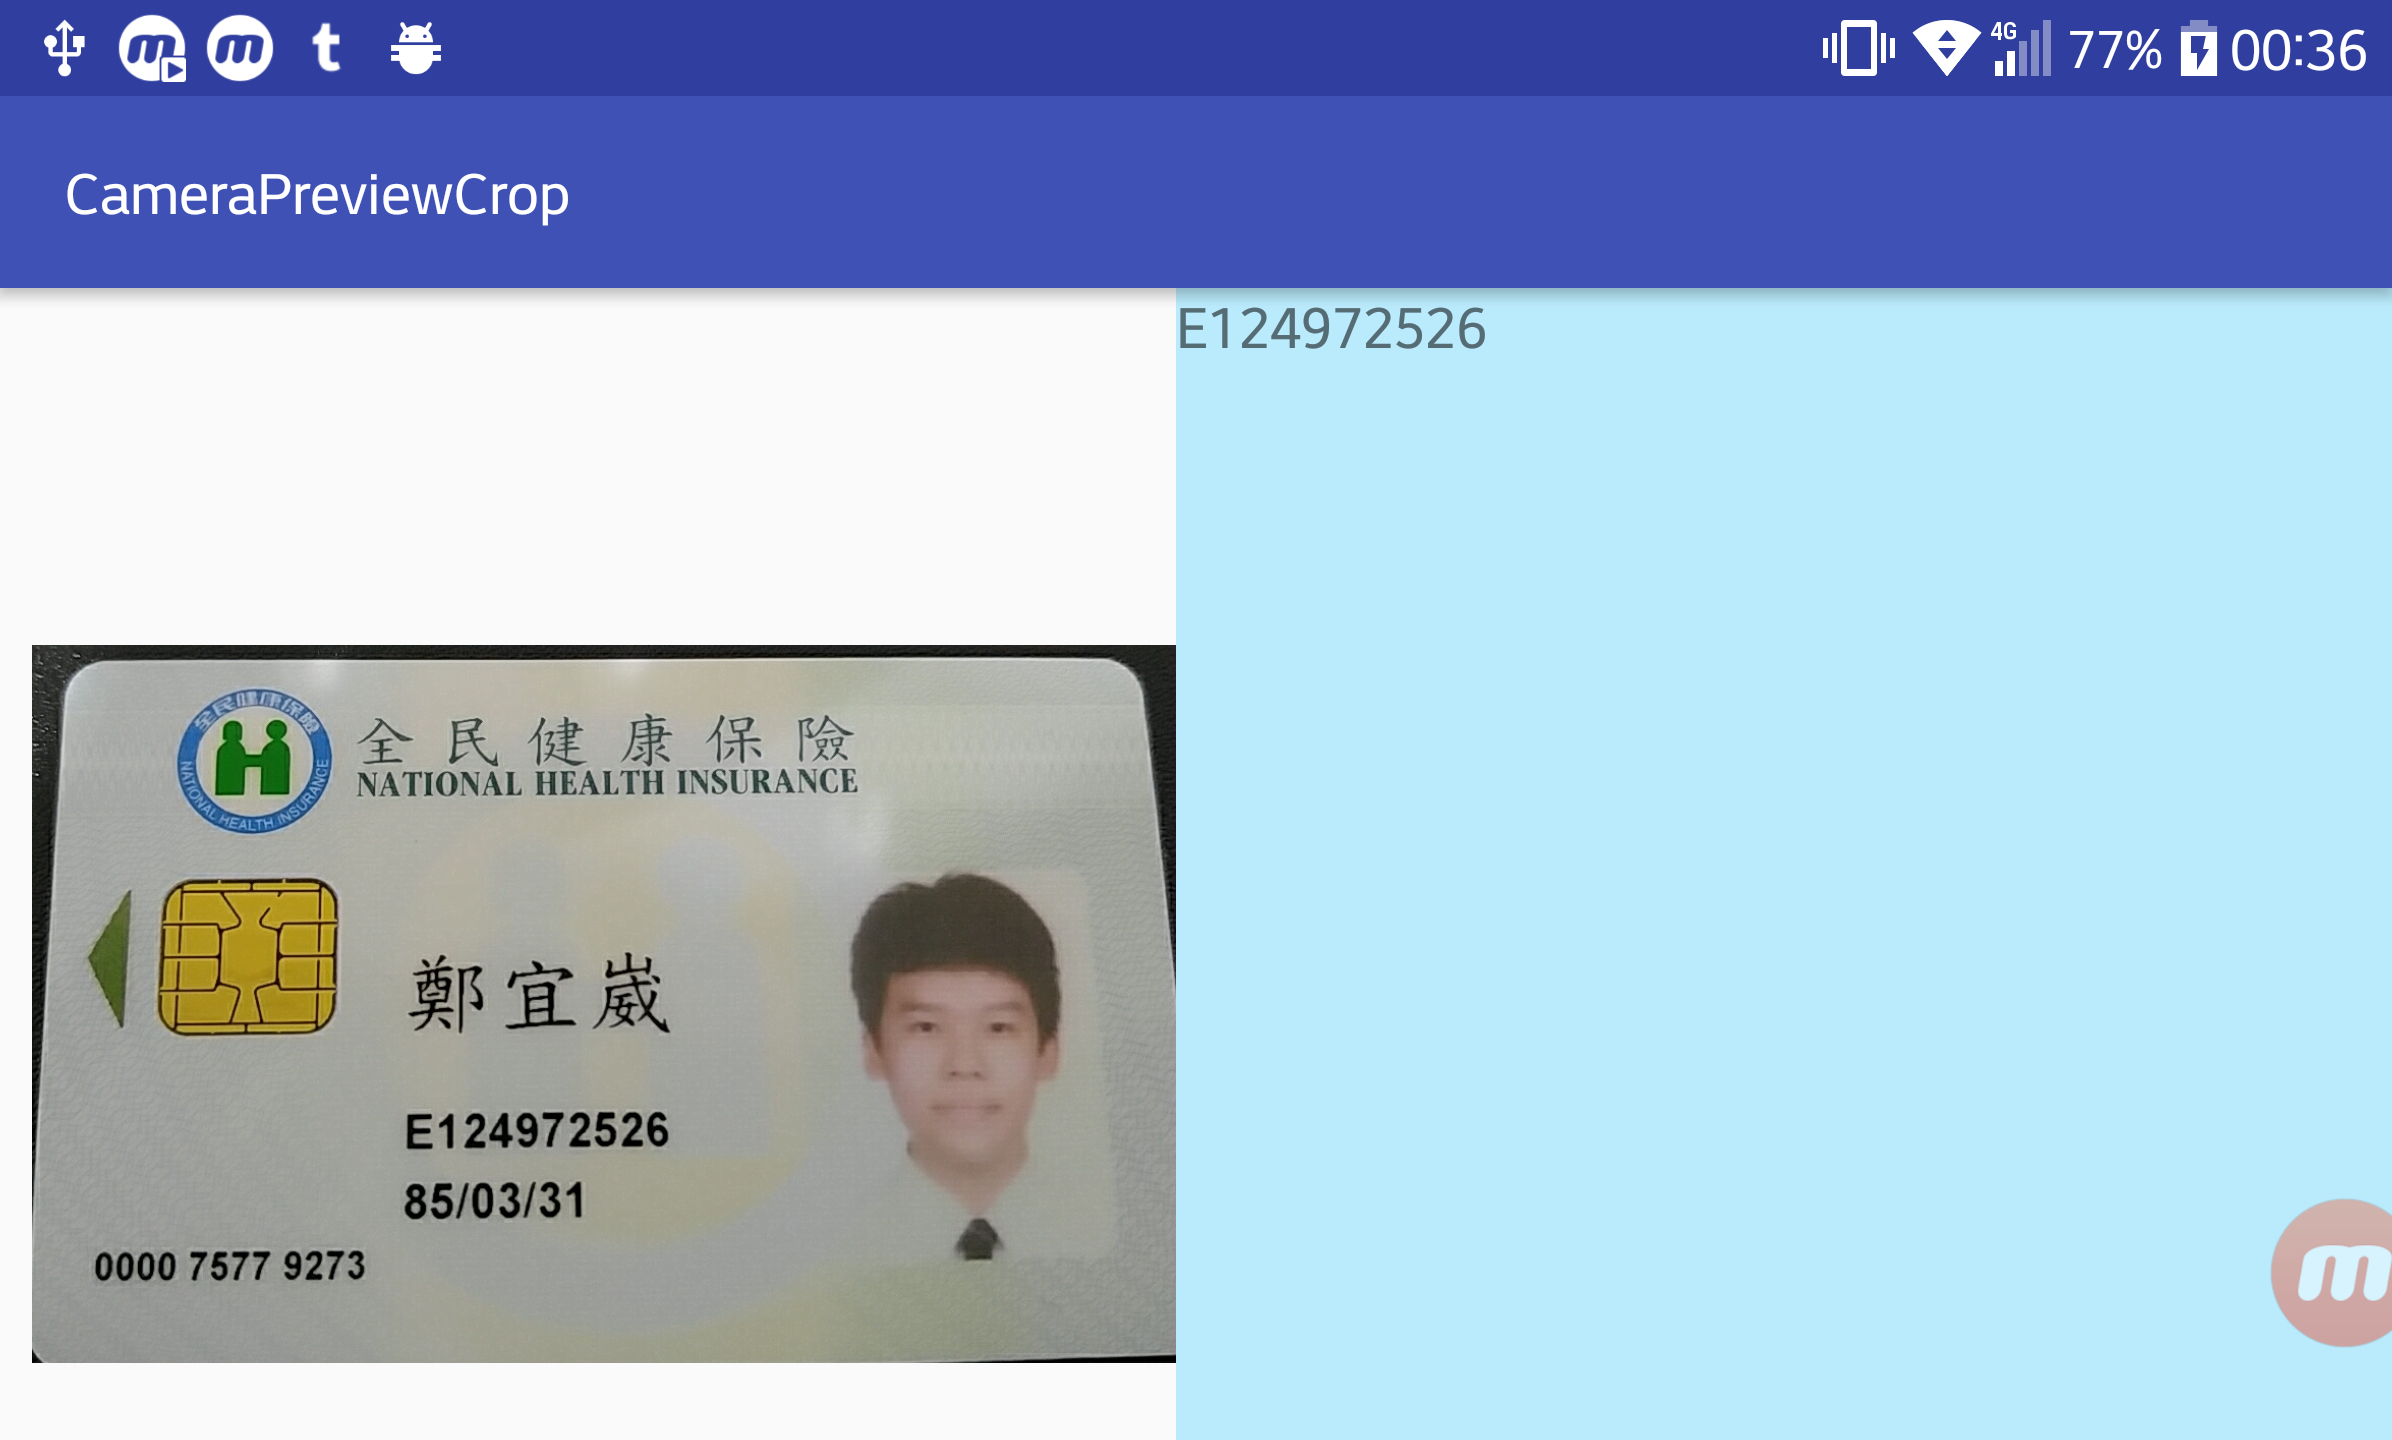 4G 77% 00:36
CameraPreviewCrop
E124972526
全民健康保險
NATIONAL HEALTH INSURANCE
全民健康保險
NATIONAL HEALTH INSURANCE
鄭宜崴
E124972526
85/03/31
0000 7577 9273